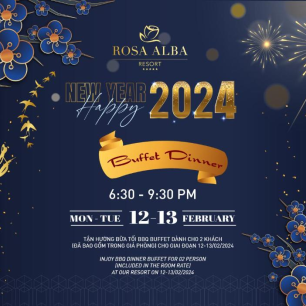 ROSA ALBA
RESORT
NEW YEAR
Happy
2024
Buffet Dinner
6:30 - 9:30 PM
MON - TUE 12-13 FEBRUARY
TẬN HƯỞNG BỮA TỐI BBQ BUFFET DÀNH CHO 2 KHÁCH
(ĐÃ BAO GỒM TRONG GIÁ PHÒNG) CHO GIAI ĐOẠN 12-13/02/2024
INJOY BBQ DINNER BUFFET FOR 02 PERSON
(INCLUDED IN THE ROOM RATE)
AT OUR RESORT ON 12-13/02/2024